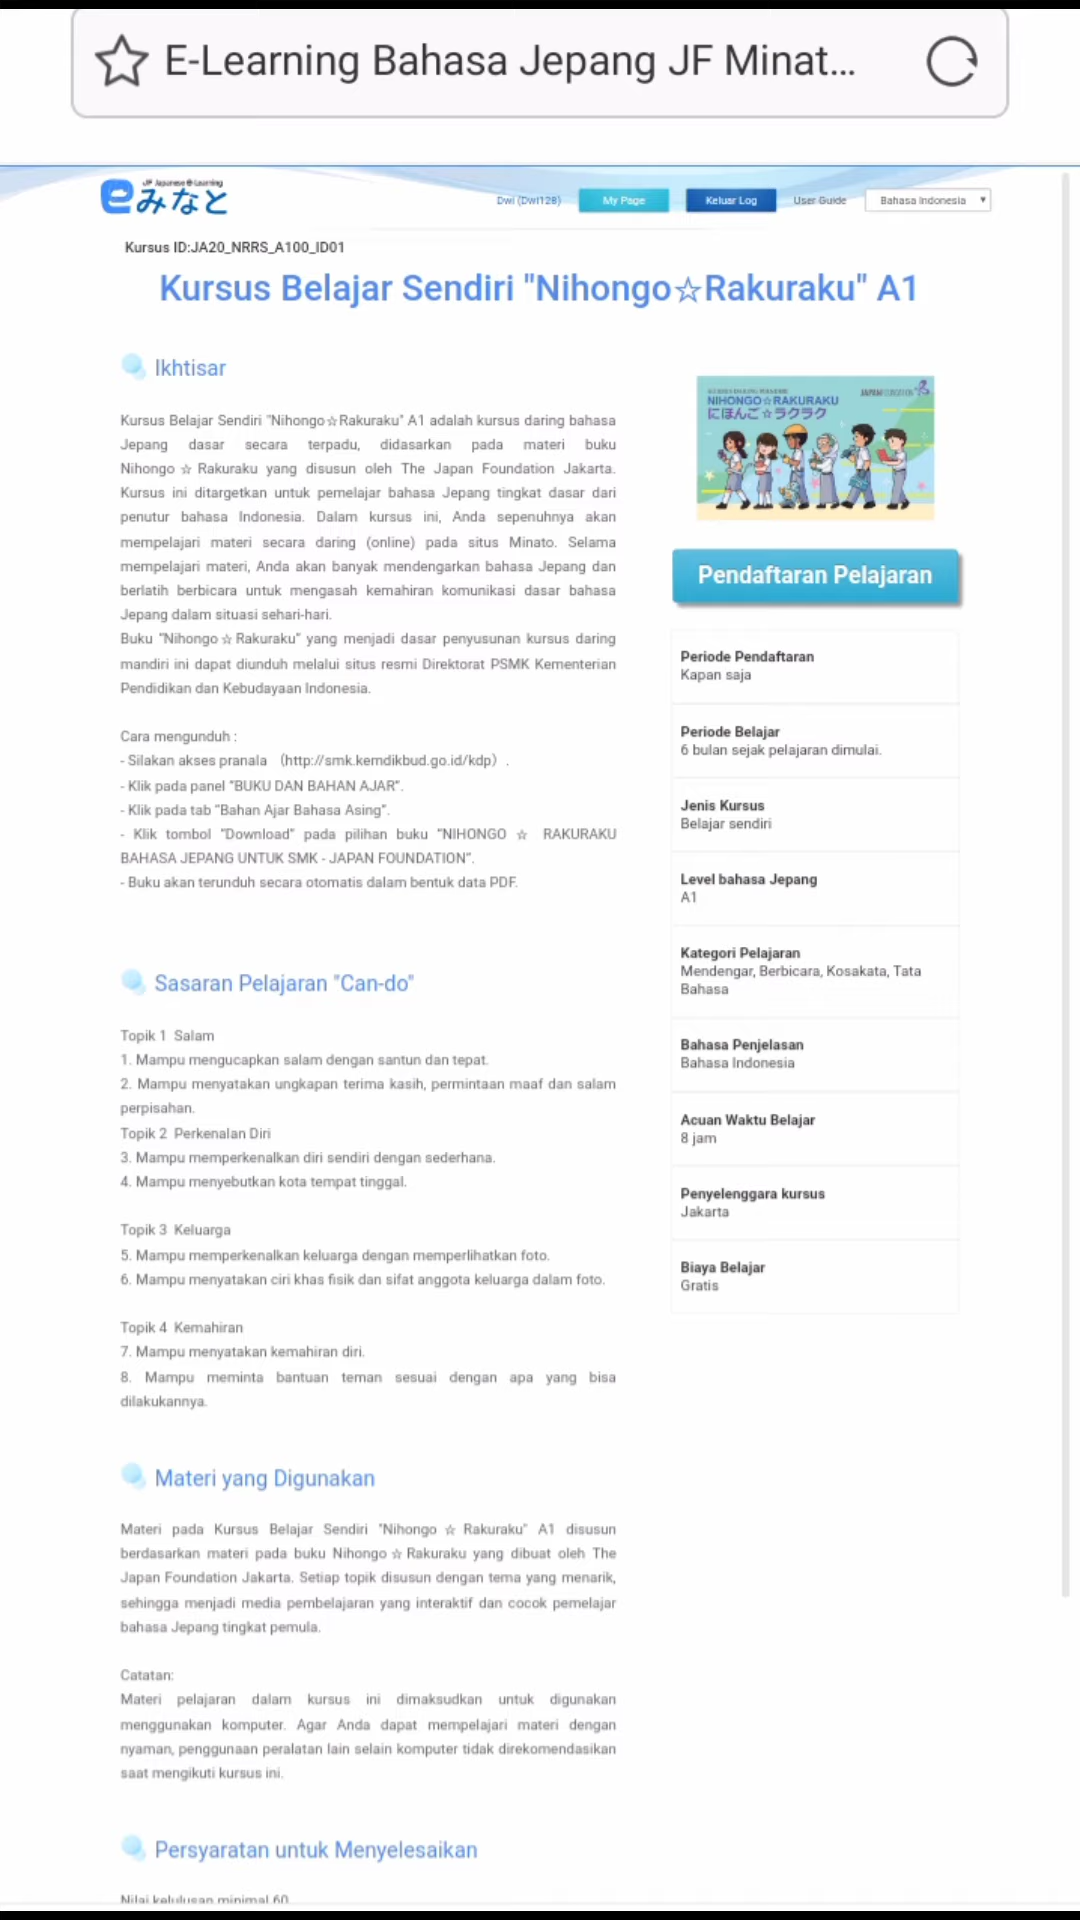 E-Learning Bahasa Jepang JF Minat...
JF Japanese e-Learning
みなと
Dwi (Dwi128)
My Page
Keluar Log
User Guide
Bahasa Indonesia
Kursus ID:JA20_NRRS_A100_ID01
Kursus Belajar Sendiri "Nihongo☆Rakuraku" A1
Ikhtisar
Kursus Belajar Sendiri "Nihongo☆Rakuraku" A1 adalah kursus daring bahasa
Jepang dasar secara terpadu, didasarkan pada materi buku
Nihongo ☆ Rakuraku yang disusun oleh The Japan Foundation Jakarta.
Kursus ini ditargetkan untuk pemelajar bahasa Jepang tingkat dasar dari
penutur bahasa Indonesia. Dalam kursus ini, Anda sepenuhnya akan
mempelajari materi secara daring (online) pada situs Minato. Selama
mempelajari materi, Anda akan banyak mendengarkan bahasa Jepang dan
berlatih berbicara untuk mengasah kemahiran komunikasi dasar bahasa
Jepang dalam situasi sehari-hari.
Buku "Nihongo ☆ Rakuraku" yang menjadi dasar penyusunan kursus daring
mandiri ini dapat diunduh melalui situs resmi Direktorat PSMK Kementerian
Pendidikan dan Kebudayaan Indonesia.
Cara mengunduh :
- Silakan akses pranala （http://smk.kemdikbud.go.id/kdp）.
- Klik pada panel "BUKU DAN BAHAN AJAR".
- Klik pada tab "Bahan Ajar Bahasa Asing".
- Klik tombol "Download" pada pilihan buku "NIHONGO ☆ RAKURAKU
BAHASA JEPANG UNTUK SMK - JAPAN FOUNDATION".
- Buku akan terunduh secara otomatis dalam bentuk data PDF.
Sasaran Pelajaran "Can-do"
Topik 1 Salam
1. Mampu mengucapkan salam dengan santun dan tepat.
2. Mampu menyatakan ungkapan terima kasih, permintaan maaf dan salam
perpisahan.
Topik 2 Perkenalan Diri
3. Mampu memperkenalkan diri sendiri dengan sederhana.
4. Mampu menyebutkan kota tempat tinggal.
Topik 3 Keluarga
5. Mampu memperkenalkan keluarga dengan memperlihatkan foto.
6. Mampu menyatakan ciri khas fisik dan sifat anggota keluarga dalam foto.
Topik 4 Kemahiran
7. Mampu menyatakan kemahiran diri.
8. Mampu meminta bantuan teman sesuai dengan apa yang bisa
dilakukannya.
Materi yang Digunakan
Materi pada Kursus Belajar Sendiri "Nihongo ☆ Rakuraku" A1 disusun
berdasarkan materi pada buku Nihongo ☆ Rakuraku yang dibuat oleh The
Japan Foundation Jakarta. Setiap topik disusun dengan tema yang menarik,
sehingga menjadi media pembelajaran yang interaktif dan cocok pemelajar
bahasa Jepang tingkat pemula.
Catatan:
Materi pelajaran dalam kursus ini dimaksudkan untuk digunakan
menggunakan komputer. Agar Anda dapat mempelajari materi dengan
nyaman, penggunaan peralatan lain selain komputer tidak direkomendasikan
saat mengikuti kursus ini.
Persyaratan untuk Menyelesaikan
Nilai kelulusan minimal 60
NIHONGO☆RAKURAKU
にほんご☆ラクラク
JAPANFOUNDATION
Pendaftaran Pelajaran
Periode Pendaftaran
Kapan saja
Periode Belajar
6 bulan sejak pelajaran dimulai.
Jenis Kursus
Belajar sendiri
Level bahasa Jepang
A1
Kategori Pelajaran
Mendengar, Berbicara, Kosakata, Tata
Bahasa
Bahasa Penjelasan
Bahasa Indonesia
Acuan Waktu Belajar
8 jam
Penyelenggara kursus
Jakarta
Biaya Belajar
Gratis